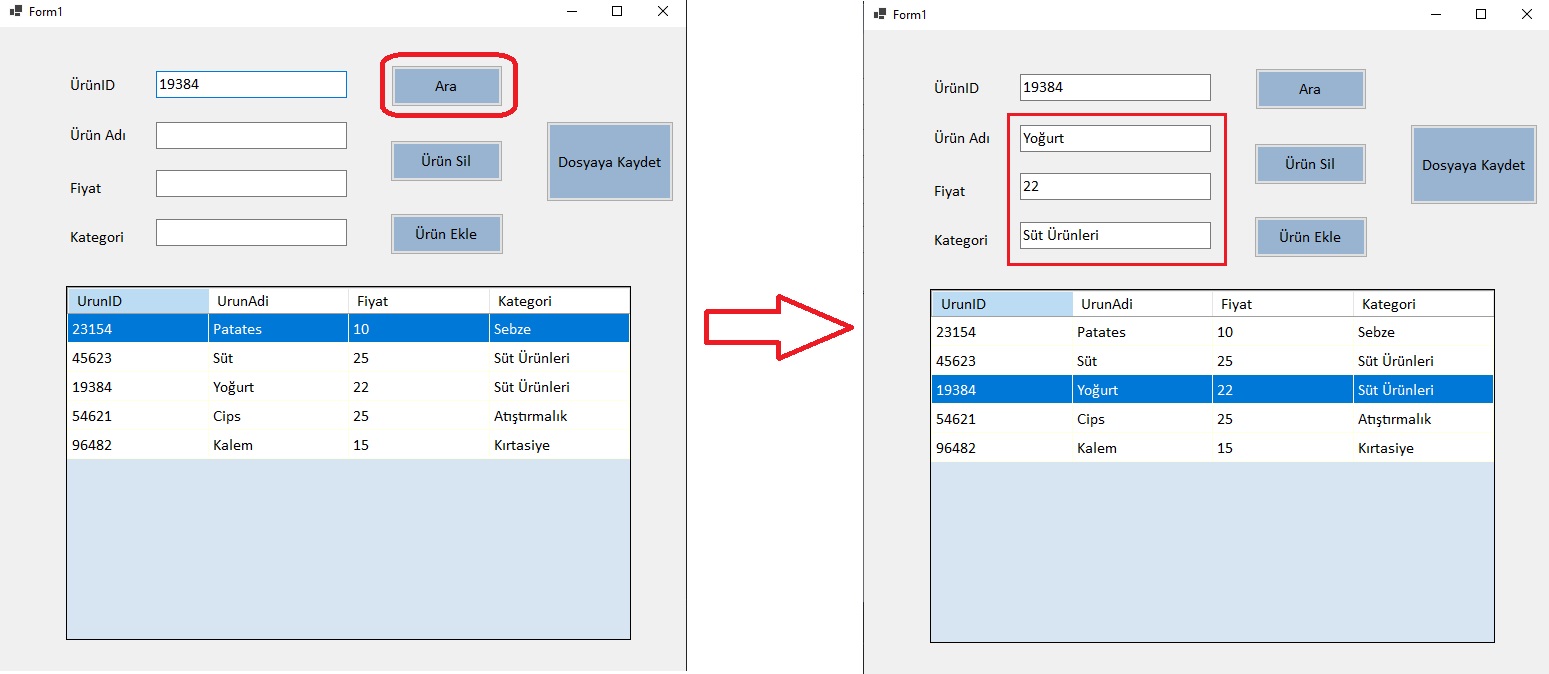 Form1
ÜrünID 19384 Ara
Ürün Adı
Ürün Sil
Dosyaya Kaydet
Fiyat
Kategori
Ürün Ekle
UrunID UrunAdi Fiyat Kategori
23154 Patates 10 Sebze
45623 Süt 25 Süt Ürünleri
19384 Yoğurt 22 Süt Ürünleri
54621 Cips 25 Atıştırmalık
96482 Kalem 15 Kırtasiye
Form1
ÜrünID 19384 Ara
Ürün Adı Yoğurt
Ürün Sil
Dosyaya Kaydet
Fiyat 22
Kategori Süt Ürünleri
Ürün Ekle
UrunID UrunAdi Fiyat Kategori
23154 Patates 10 Sebze
45623 Süt 25 Süt Ürünleri
19384 Yoğurt 22 Süt Ürünleri
54621 Cips 25 Atıştırmalık
96482 Kalem 15 Kırtasiye